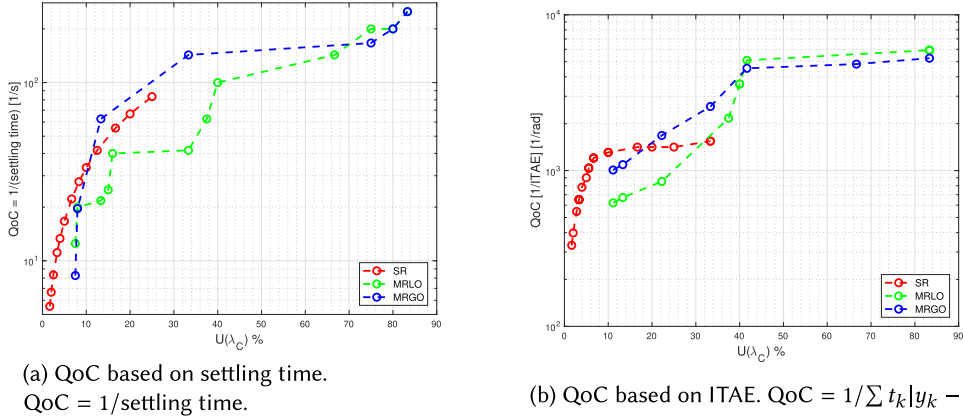 QoC = 1/(settling time) [1/s]
10²
10¹
0 10 20 30 40 50 60 70 80 90
U(λ_C) %
SR
MRLO
MRGO
(a) QoC based on settling time.
QoC = 1/settling time.
QoC [1/ITAE] [1/rad]
10⁴
10³
10²
0 10 20 30 40 50 60 70 80 90
U(λ_C) %
SR
MRLO
MRGO
(b) QoC based on ITAE. QoC = 1/∑ t_k|y_k −